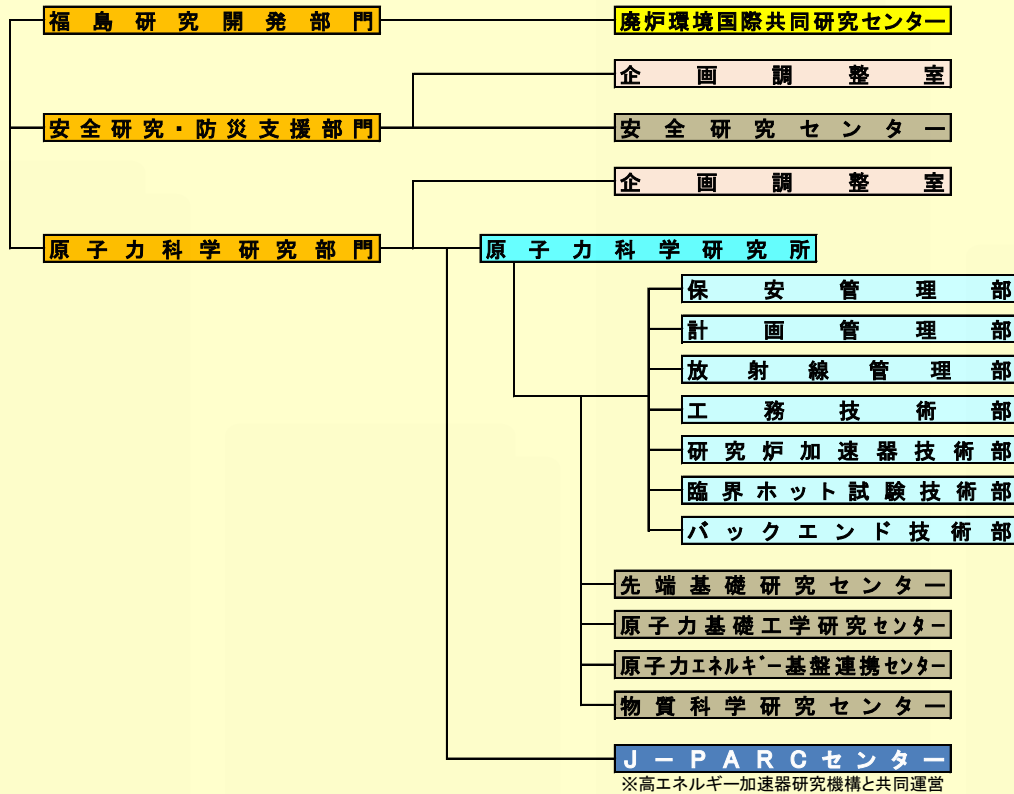 福島研究開発部門
廃炉環境国際共同研究センター
企画調整室
安全研究・防災支援部門
安全研究センター
企画調整室
原子力科学研究部門
原子力科学研究所
保安管理部
計画管理部
放射線管理部
工務技術部
研究炉加速器技術部
臨界ホット試験技術部
バックエンド技術部
先端基礎研究センター
原子力基礎工学研究センター
原子力エネルギー基盤連携センター
物質科学研究センター
J－PARCセンター
※高エネルギー加速器研究機構と共同運営